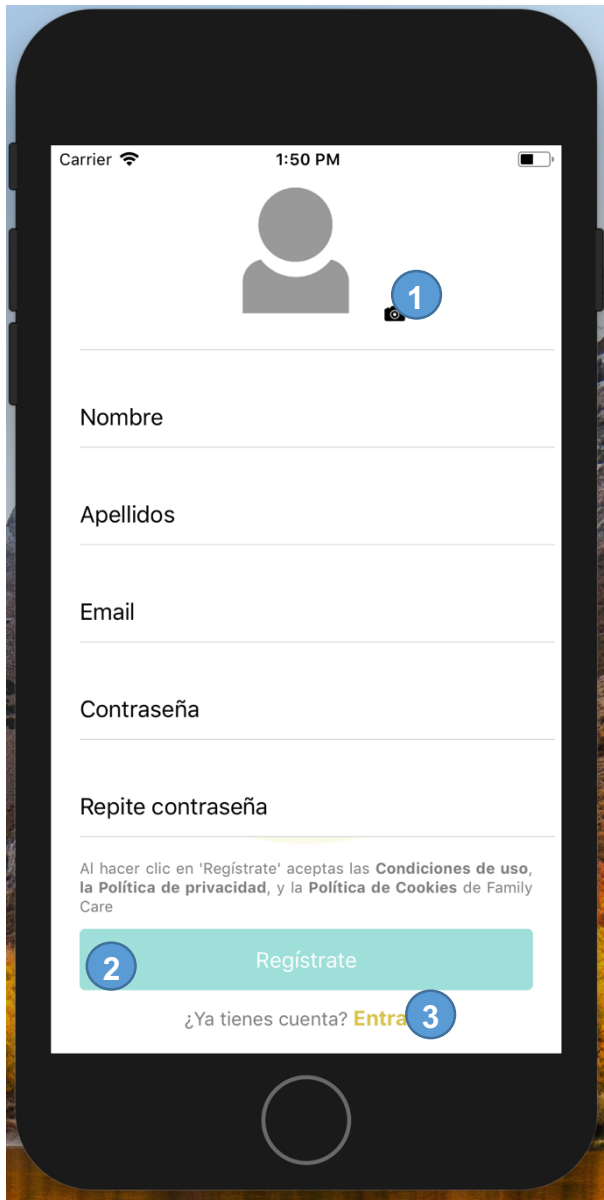 Carrier 1:50 PM
1
Nombre
Apellidos
Email
Contraseña
Repite contraseña
Al hacer clic en 'Regístrate' aceptas las Condiciones de uso,
la Política de privacidad, y la Política de Cookies de Family
Care
2 Regístrate
¿Ya tienes cuenta? Entra 3